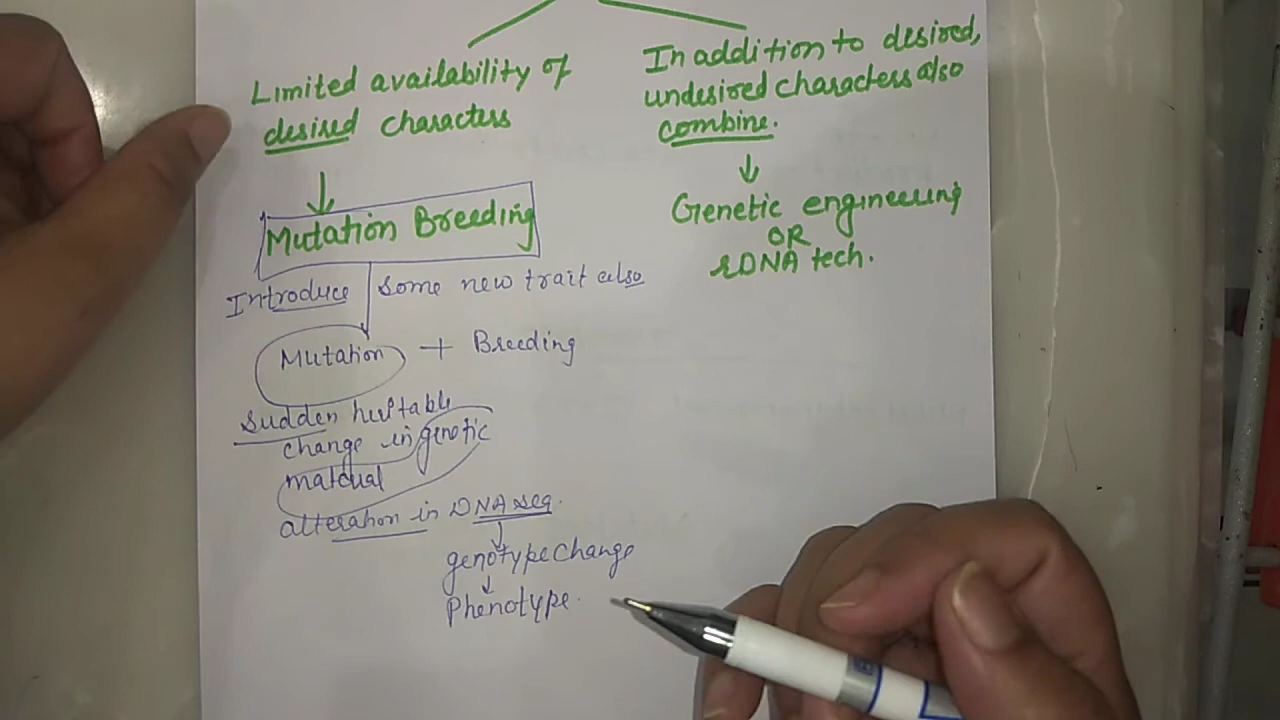 Limited availability of
desired characters
Mutation Breeding
Introduce some new trait also
Mutation + Breeding
Sudden heritable
change in genetic
material
alteration in DNA seq.
genotype change
Phenotype.
In addition to desired,
undesired characters also
combine.
Genetic engineering
OR
rDNA tech.